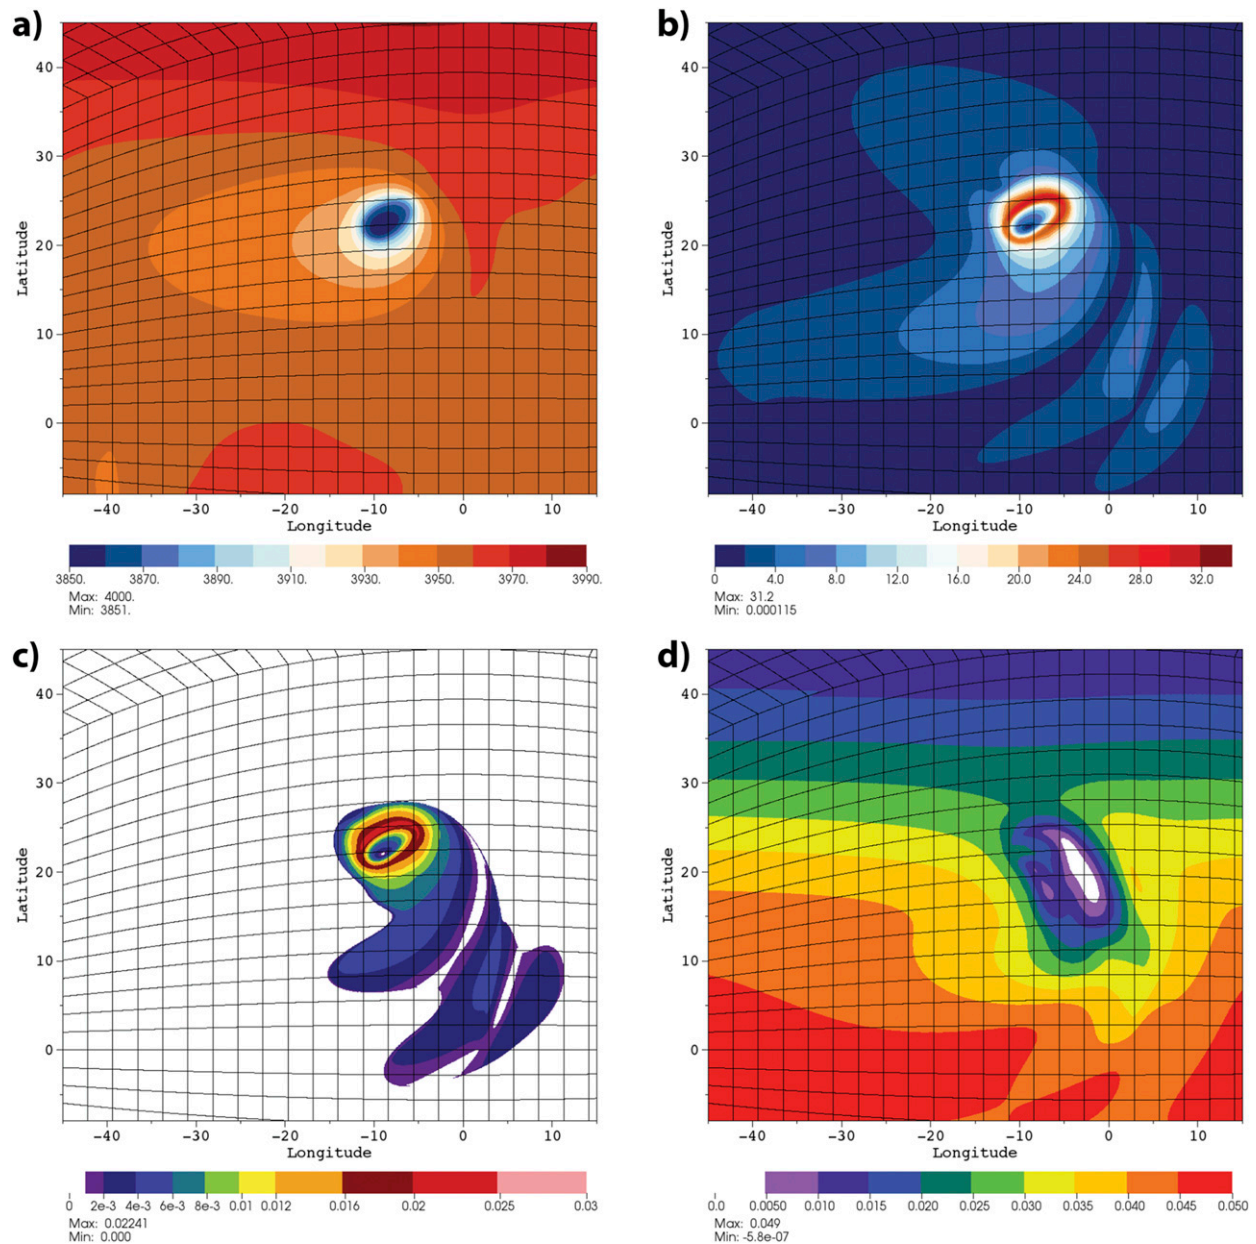 a)
b)
40
30
20
10
0
Latitude
-40 -30 -20 -10 0 10
Longitude
3850. 3870. 3890. 3910. 3930. 3950. 3970. 3990.
Max: 4000.
Min: 3851.
40
30
20
10
0
Latitude
-40 -30 -20 -10 0 10
Longitude
0 4.0 8.0 12.0 16.0 20.0 24.0 28.0 32.0
Max: 31.2
Min: 0.000115
c)
d)
40
30
20
10
0
Latitude
-40 -30 -20 -10 0 10
Longitude
0 2e-3 4e-3 6e-3 8e-3 0.01 0.012 0.016 0.02 0.025 0.03
Max: 0.02241
Min: 0.000
40
30
20
10
0
Latitude
-40 -30 -20 -10 0 10
Longitude
0.0 0.0050 0.010 0.015 0.020 0.025 0.030 0.035 0.040 0.045 0.050
Max: 0.049
Min: -5.8e-07